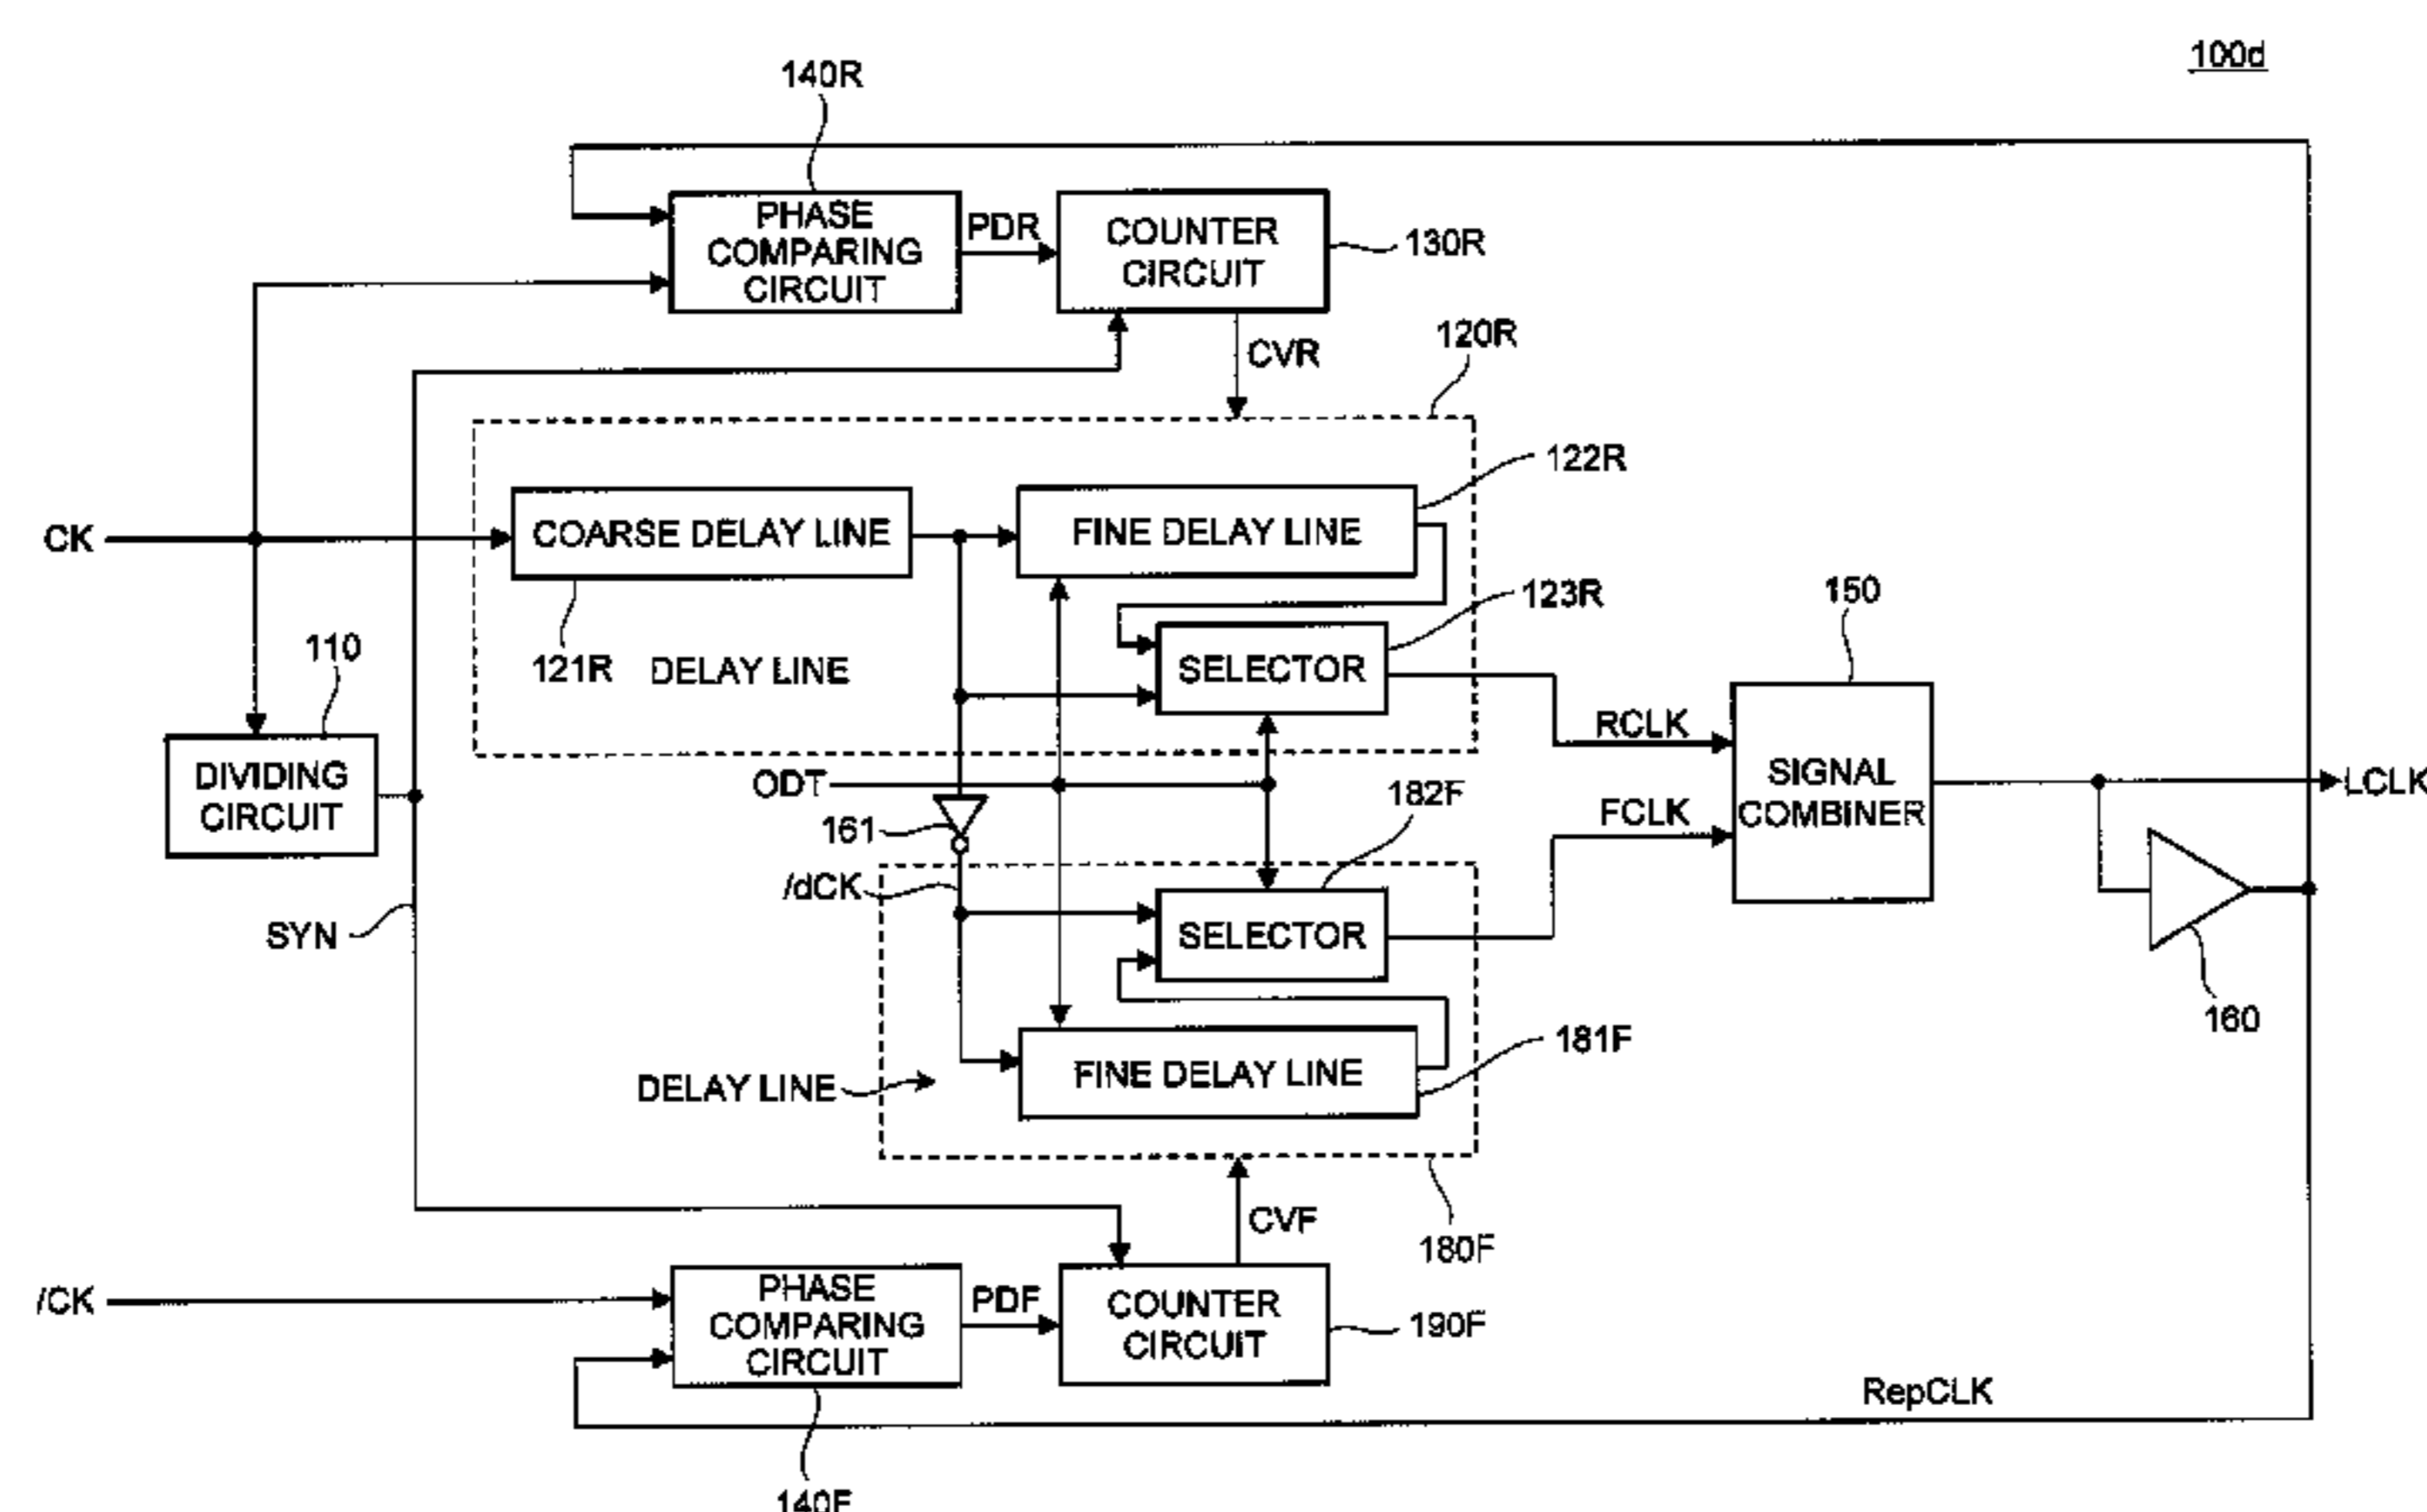 100d
140R
PHASE
COMPARING
CIRCUIT
PDR
COUNTER
CIRCUIT
130R
CVR
120R
122R
CK
COARSE DELAY LINE
FINE DELAY LINE
123R
121R
DELAY LINE
SELECTOR
150
110
RCLK
DIVIDING
CIRCUIT
ODT
182F
SIGNAL
COMBINER
LCLK
161
FCLK
/dCK
SYN
SELECTOR
160
DELAY LINE
FINE DELAY LINE
181F
CVF
180F
/CK
PHASE
COMPARING
CIRCUIT
PDF
COUNTER
CIRCUIT
190F
RepCLK
140F